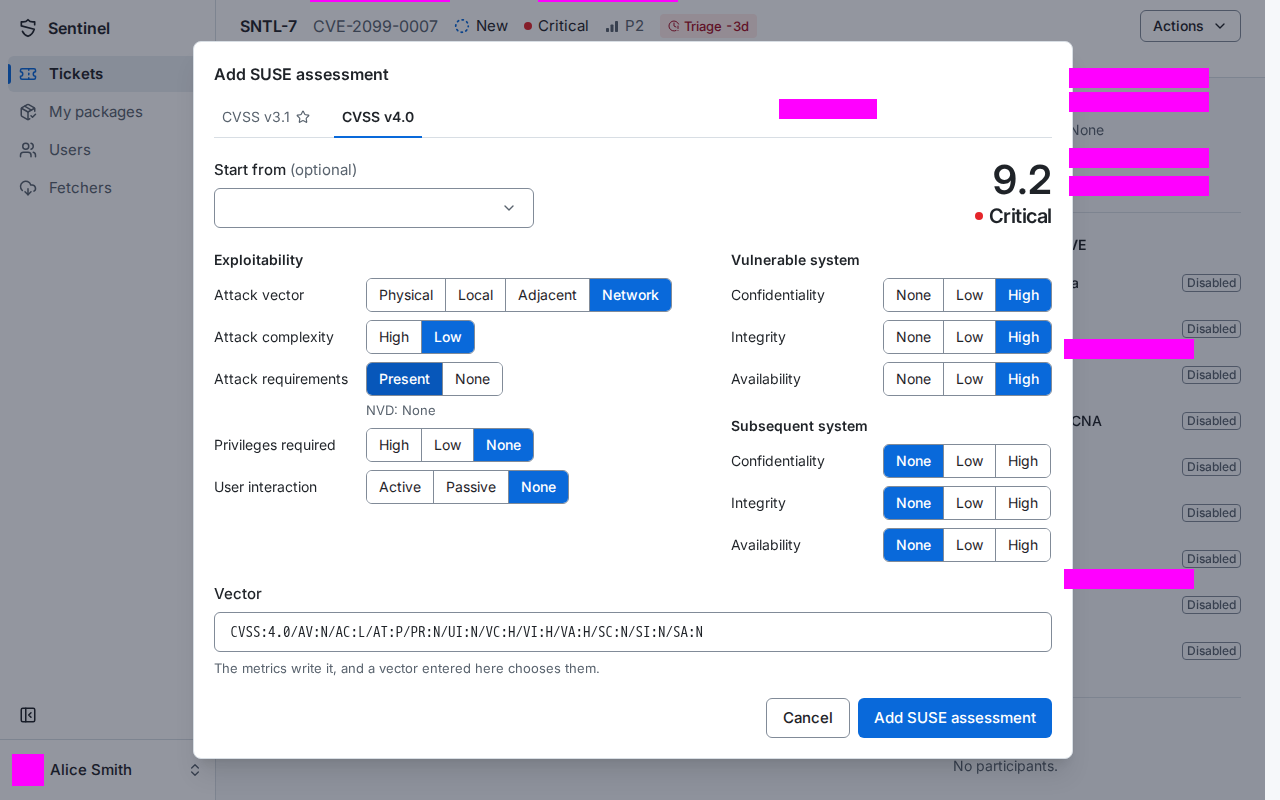 Sentinel
SNTL-7 CVE-2099-0007 New Critical P2 Triage -3d
Actions
Tickets
My packages
Users
Fetchers
Alice Smith
Add SUSE assessment
CVSS v3.1 CVSS v4.0
Start from (optional)
9.2
Critical
Exploitability
Attack vector Physical Local Adjacent Network
Attack complexity High Low
Attack requirements Present None
NVD: None
Privileges required High Low None
User interaction Active Passive None
Vulnerable system
Confidentiality None Low High
Integrity None Low High
Availability None Low High
Subsequent system
Confidentiality None Low High
Integrity None Low High
Availability None Low High
Vector
CVSS:4.0/AV:N/AC:L/AT:P/PR:N/UI:N/VC:H/VI:H/VA:H/SC:N/SI:N/SA:N
The metrics write it, and a vector entered here chooses them.
Cancel Add SUSE assessment
None
Disabled
Disabled
Disabled
CNA
Disabled
Disabled
Disabled
Disabled
Disabled
Disabled
No participants.